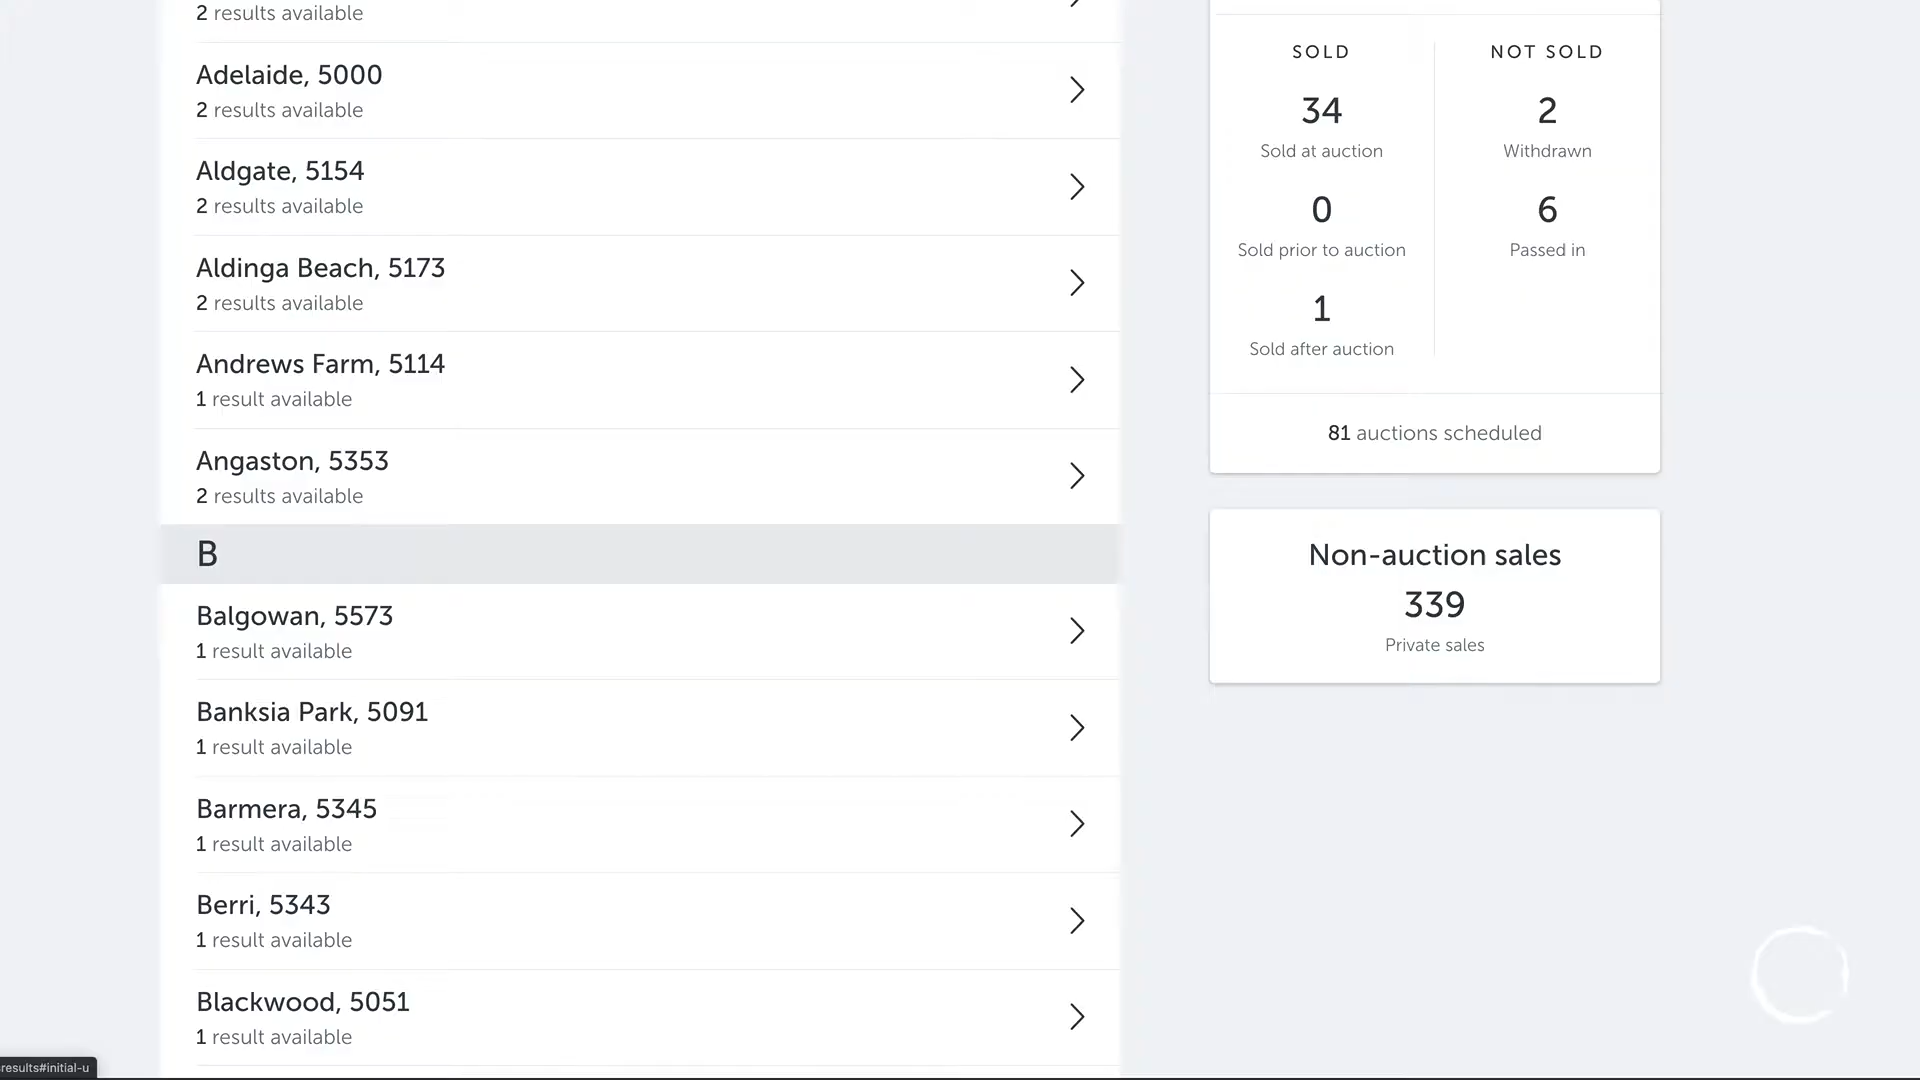 2 results available
Adelaide, 5000
2 results available
Aldgate, 5154
2 results available
Aldinga Beach, 5173
2 results available
Andrews Farm, 5114
1 result available
Angaston, 5353
2 results available
B
Balgowan, 5573
1 result available
Banksia Park, 5091
1 result available
Barmera, 5345
1 result available
Berri, 5343
1 result available
Blackwood, 5051
1 result available
SOLD
34
Sold at auction
0
Sold prior to auction
1
Sold after auction
NOT SOLD
2
Withdrawn
6
Passed in
81 auctions scheduled
Non-auction sales
339
Private sales
results#initial-u